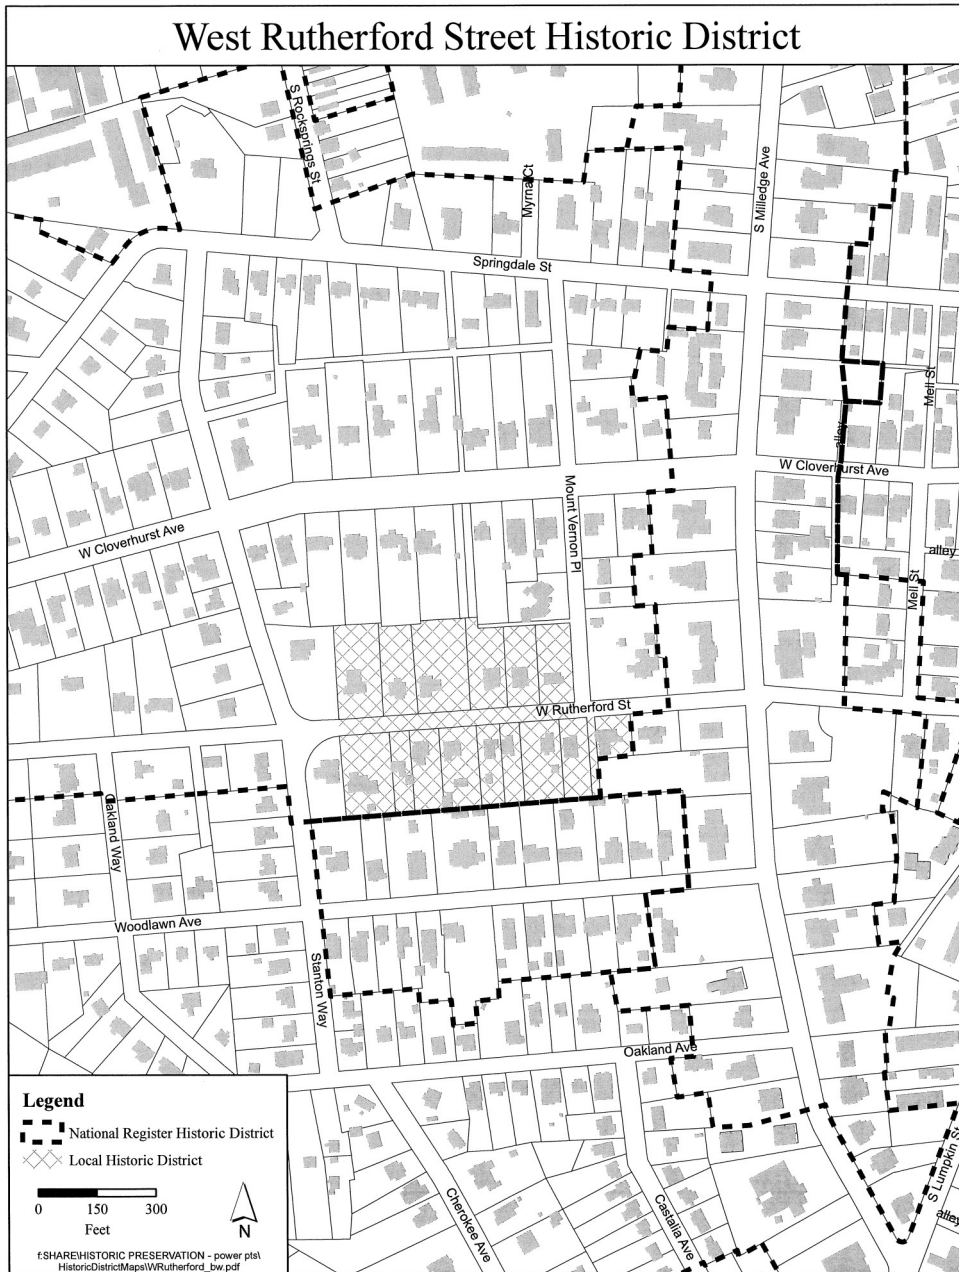 West Rutherford Street Historic District
S Rocksprings St
Myrna Ct
S Milledge Ave
Springdale St
Mell St
alley
W Cloverhurst Ave
Mount Vernon Pl
W Cloverhurst Ave
alley
Mell St
W Rutherford St
Oakland Way
Woodlawn Ave
Stanton Way
Oakland Ave
Legend
National Register Historic District
Local Historic District
0 150 300
Feet
N
f:SHARE\HISTORIC PRESERVATION - power pts\
HistoricDistrictMaps\WRutherford_bw.pdf
Cherokee Ave
Castalia Ave
S Lumpkin St
alley